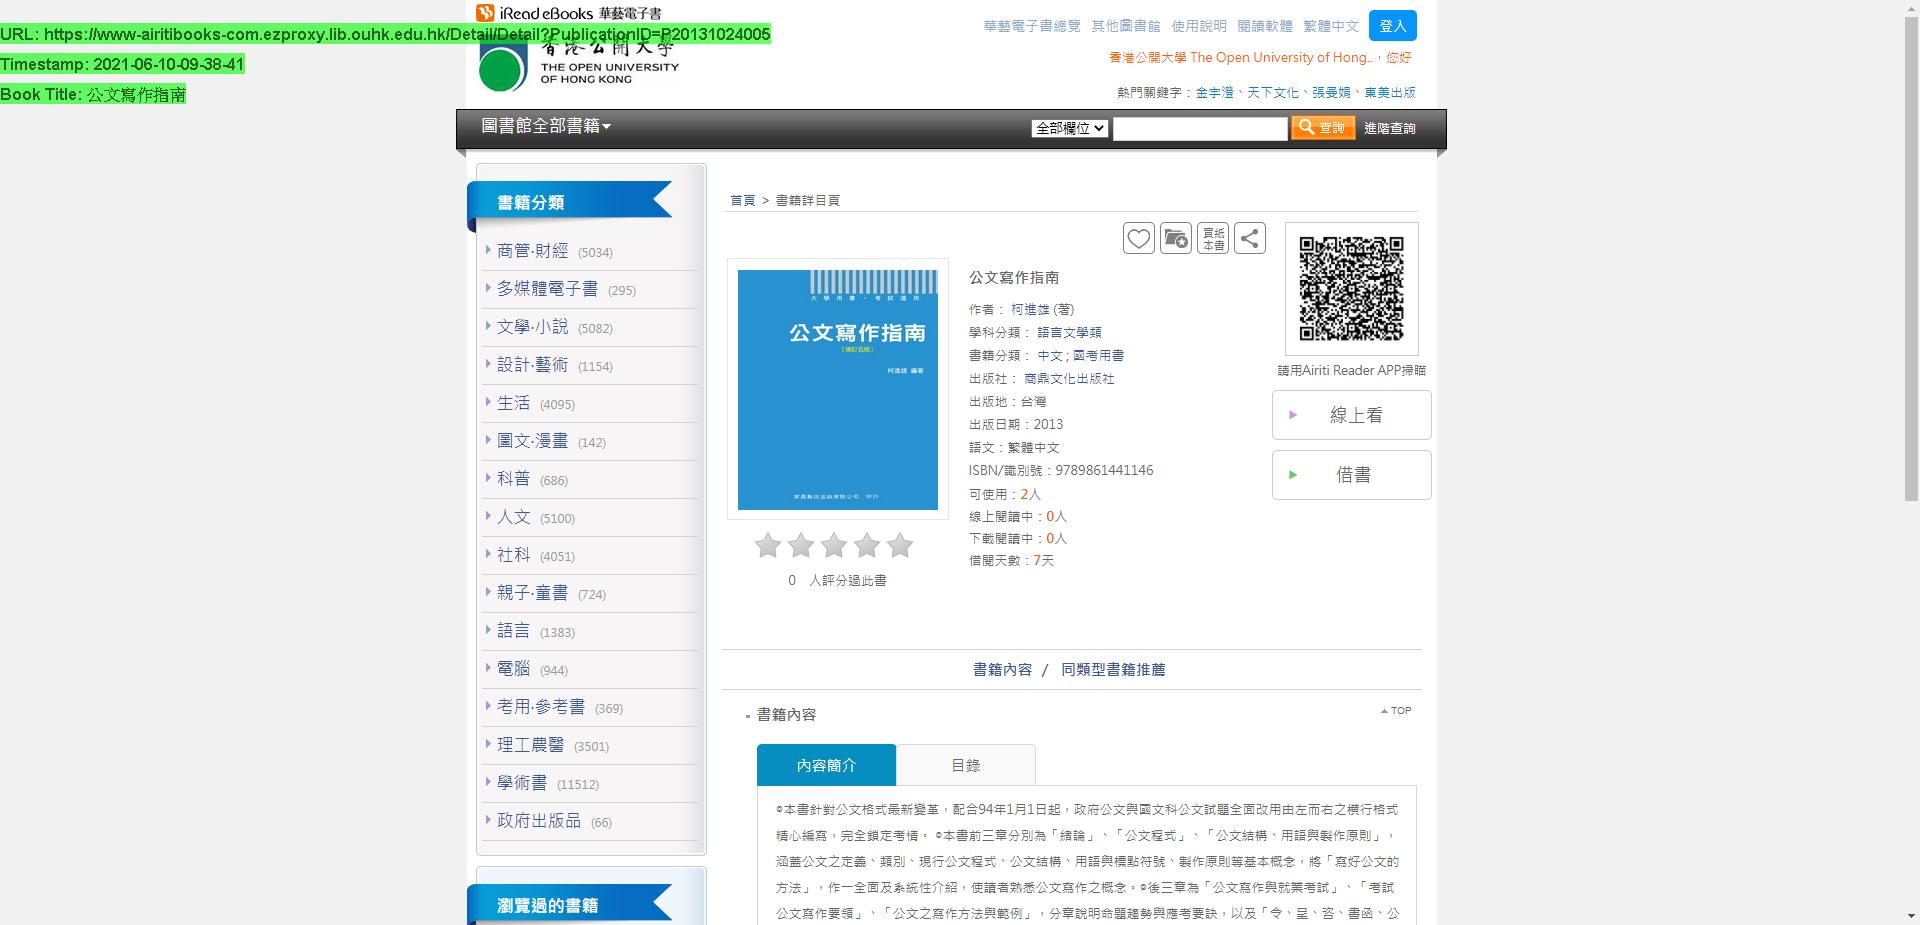 iRead eBooks 華藝電子書
URL: https://www-airitibooks-com.ezproxy.lib.ouhk.edu.hk/Detail/Detail?PublicationID=P20131024005
Timestamp: 2021-06-10-09-38-41
Book Title: 公文寫作指南
香港公開大學
THE OPEN UNIVERSITY
OF HONG KONG
華藝電子書總覽 其他圖書館 使用說明 閱讀軟體 繁體中文 登入
香港公開大學 The Open University of Hong..，您好
熱門關鍵字：金宇澄、天下文化、張曼娟、東美出版
圖書館全部書籍
全部欄位 查詢 進階查詢
書籍分類
商管‧財經 (5034)
多媒體電子書 (295)
文學‧小說 (5082)
設計‧藝術 (1154)
生活 (4095)
圖文‧漫畫 (142)
科普 (686)
人文 (5100)
社科 (4051)
親子‧童書 (724)
語言 (1383)
電腦 (944)
考用‧參考書 (369)
理工農醫 (3501)
學術書 (11512)
政府出版品 (66)
瀏覽過的書籍
首頁 > 書籍詳目頁
買紙
本書
大學用書‧考試適用
公文寫作指南
(增訂五版)
柯進雄 編著
0 人評分過此書
公文寫作指南
作者： 柯進雄 (著)
學科分類： 語言文學類
書籍分類： 中文 ; 國考用書
出版社： 商鼎文化出版社
出版地：台灣
出版日期：2013
語文：繁體中文
ISBN/識別號：9789861441146
可使用：2人
線上閱讀中：0人
下載閱讀中：0人
借閱天數：7天
請用Airiti Reader APP掃瞄
線上看
借書
書籍內容 / 同類型書籍推薦
書籍內容
TOP
內容簡介 目錄
◎本書針對公文格式最新變革，配合94年1月1日起，政府公文與國文科公文試題全面改用由左而右之橫行格式
精心編寫，完全鎖定考情。 ◎本書前三章分別為「緒論」、「公文程式」、「公文結構、用語與製作原則」，
涵蓋公文之定義、類別、現行公文程式、公文結構、用語與標點符號、製作原則等基本概念，將「寫好公文的
方法」，作一全面及系統性介紹，使讀者熟悉公文寫作之概念。◎後三章為「公文寫作與就業考試」、「考試
公文寫作要領」、「公文之寫作方法與範例」，分章說明命題趨勢與應考要訣，以及「令、呈、咨、書函、公